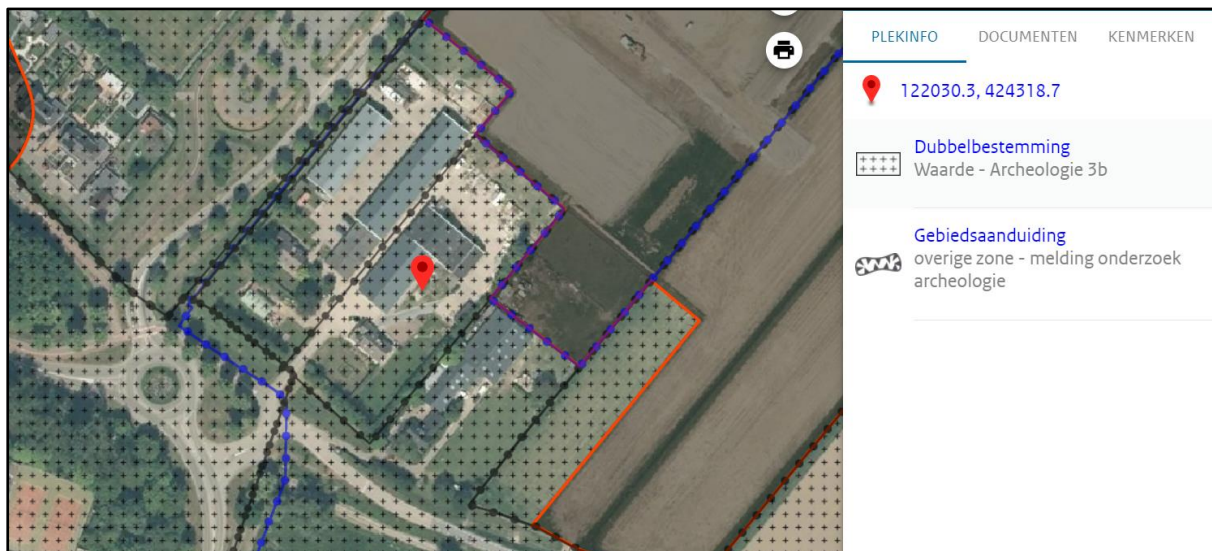 PLEKINFO DOCUMENTEN KENMERKEN
122030.3, 424318.7
Dubbelbestemming
Waarde - Archeologie 3b
Gebiedsaanduiding
overige zone - melding onderzoek
archeologie